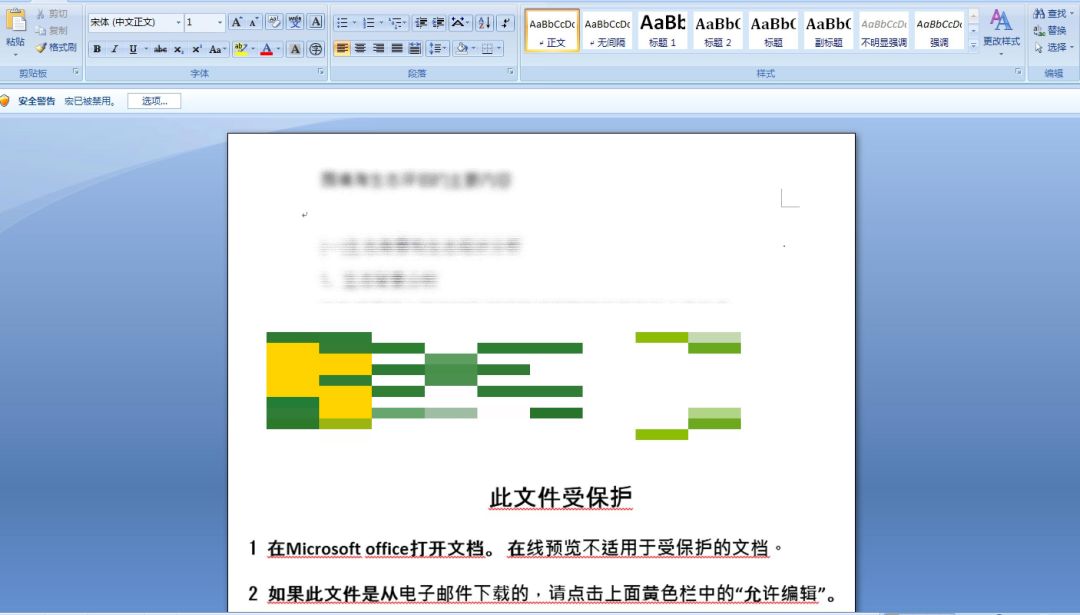 剪切
宋体 (中文正文) 1
复制
粘贴
格式刷
B I U abc x₂ x² Aa A
AaBbCcDc AaBbCcDc AaBb AaBbC AaBbC AaBbC AaBbCcDc AaBbCcDc
正文 无间隔 标题 1 标题 2 标题 副标题 不明显强调 强调
更改样式
查找
替换
选择
剪贴板 字体 段落 样式 编辑
安全警告 宏已被禁用。 选项...
此文件受保护
1 在Microsoft office打开文档。 在线预览不适用于受保护的文档。
2 如果此文件是从电子邮件下载的，请点击上面黄色栏中的“允许编辑”。